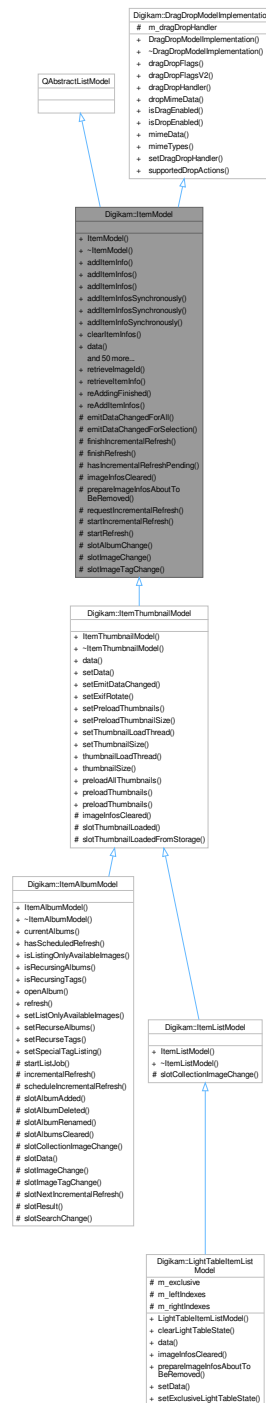 Digikam::DragDropModelImplementation
# m_dragDropHandler
+ DragDropModelImplementation()
+ ~DragDropModelImplementation()
+ dragDropFlags()
+ dragDropFlagsV2()
+ dragDropHandler()
+ dropMimeData()
+ isDragEnabled()
+ isDropEnabled()
+ mimeData()
+ mimeTypes()
+ setDragDropHandler()
+ supportedDropActions()
QAbstractListModel
Digikam::ItemModel
+ ItemModel()
+ ~ItemModel()
+ addItemInfo()
+ addItemInfos()
+ addItemInfos()
+ addItemInfosSynchronously()
+ addItemInfosSynchronously()
+ addItemInfoSynchronously()
+ clearItemInfos()
+ data()
and 50 more...
+ retrieveImageId()
+ retrieveItemInfo()
+ reAddingFinished()
+ reAddItemInfos()
# emitDataChangedForAll()
# emitDataChangedForSelection()
# finishIncrementalRefresh()
# finishRefresh()
# hasIncrementalRefreshPending()
# imageInfosCleared()
# prepareImageInfosAboutTo
BeRemoved()
# requestIncrementalRefresh()
# startIncrementalRefresh()
# startRefresh()
# slotAlbumChange()
# slotImageChange()
# slotImageTagChange()
Digikam::ItemThumbnailModel
+ ItemThumbnailModel()
+ ~ItemThumbnailModel()
+ data()
+ setData()
+ setEmitDataChanged()
+ setExifRotate()
+ setPreloadThumbnails()
+ setPreloadThumbnailSize()
+ setThumbnailLoadThread()
+ setThumbnailSize()
+ thumbnailLoadThread()
+ thumbnailSize()
+ preloadAllThumbnails()
+ preloadThumbnails()
+ preloadThumbnails()
# imageInfosCleared()
# slotThumbnailLoaded()
# slotThumbnailLoadedFromStorage()
Digikam::ItemAlbumModel
+ ItemAlbumModel()
+ ~ItemAlbumModel()
+ currentAlbums()
+ hasScheduledRefresh()
+ isListingOnlyAvailableImages()
+ isRecursingAlbums()
+ isRecursingTags()
+ openAlbum()
+ refresh()
+ setListOnlyAvailableImages()
+ setRecurseAlbums()
+ setRecurseTags()
+ setSpecialTagListing()
# startListJob()
# incrementalRefresh()
# scheduleIncrementalRefresh()
# slotAlbumAdded()
# slotAlbumDeleted()
# slotAlbumRenamed()
# slotAlbumsCleared()
# slotCollectionImageChange()
# slotData()
# slotImageChange()
# slotImageTagChange()
# slotNextIncrementalRefresh()
# slotResult()
# slotSearchChange()
Digikam::ItemListModel
+ ItemListModel()
+ ~ItemListModel()
# slotCollectionImageChange()
Digikam::LightTableItemList
Model
# m_exclusive
# m_leftIndexes
# m_rightIndexes
+ LightTableItemListModel()
+ clearLightTableState()
+ data()
+ imageInfosCleared()
+ prepareImageInfosAboutTo
BeRemoved()
+ setData()
+ setExclusiveLightTableState()